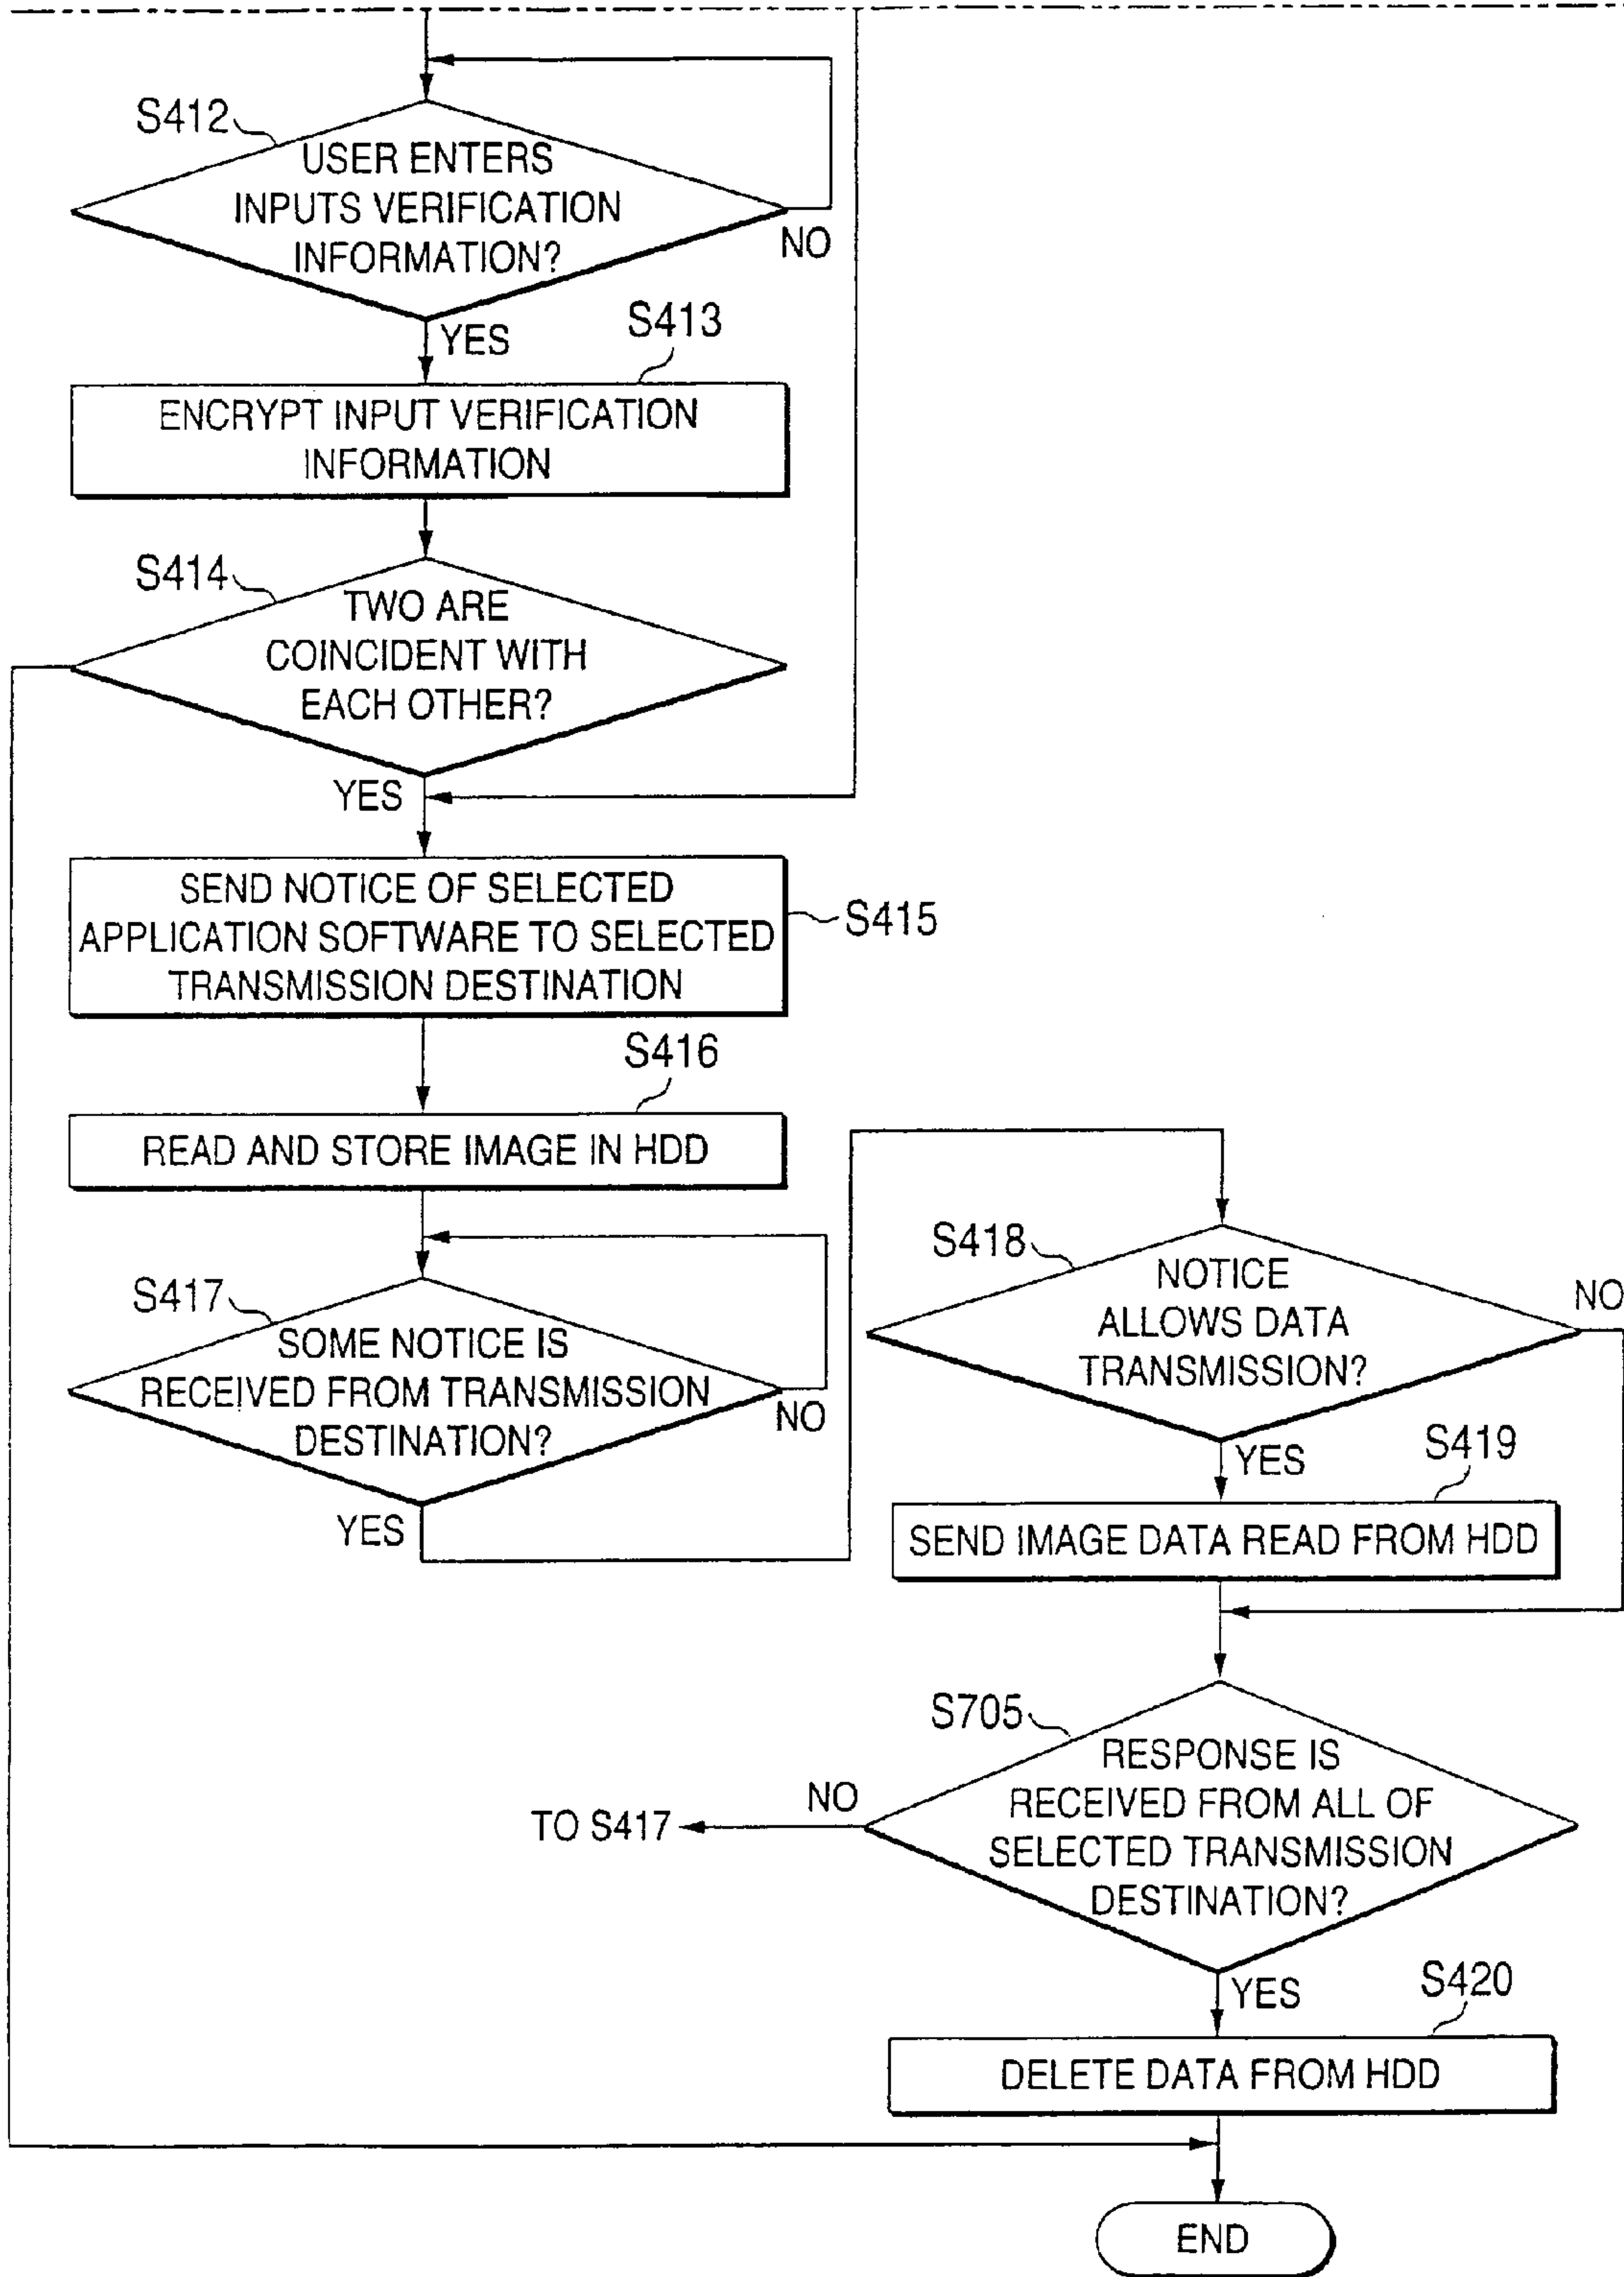 S412
USER ENTERS
INPUTS VERIFICATION
INFORMATION?
NO
YES
S413
ENCRYPT INPUT VERIFICATION
INFORMATION
S414
TWO ARE
COINCIDENT WITH
EACH OTHER?
YES
SEND NOTICE OF SELECTED
APPLICATION SOFTWARE TO SELECTED
TRANSMISSION DESTINATION
S415
S416
READ AND STORE IMAGE IN HDD
S417
SOME NOTICE IS
RECEIVED FROM TRANSMISSION
DESTINATION?
NO
YES
S418
NOTICE
ALLOWS DATA
TRANSMISSION?
NO
YES
S419
SEND IMAGE DATA READ FROM HDD
S705
RESPONSE IS
RECEIVED FROM ALL OF
SELECTED TRANSMISSION
DESTINATION?
NO
TO S417
YES
S420
DELETE DATA FROM HDD
END